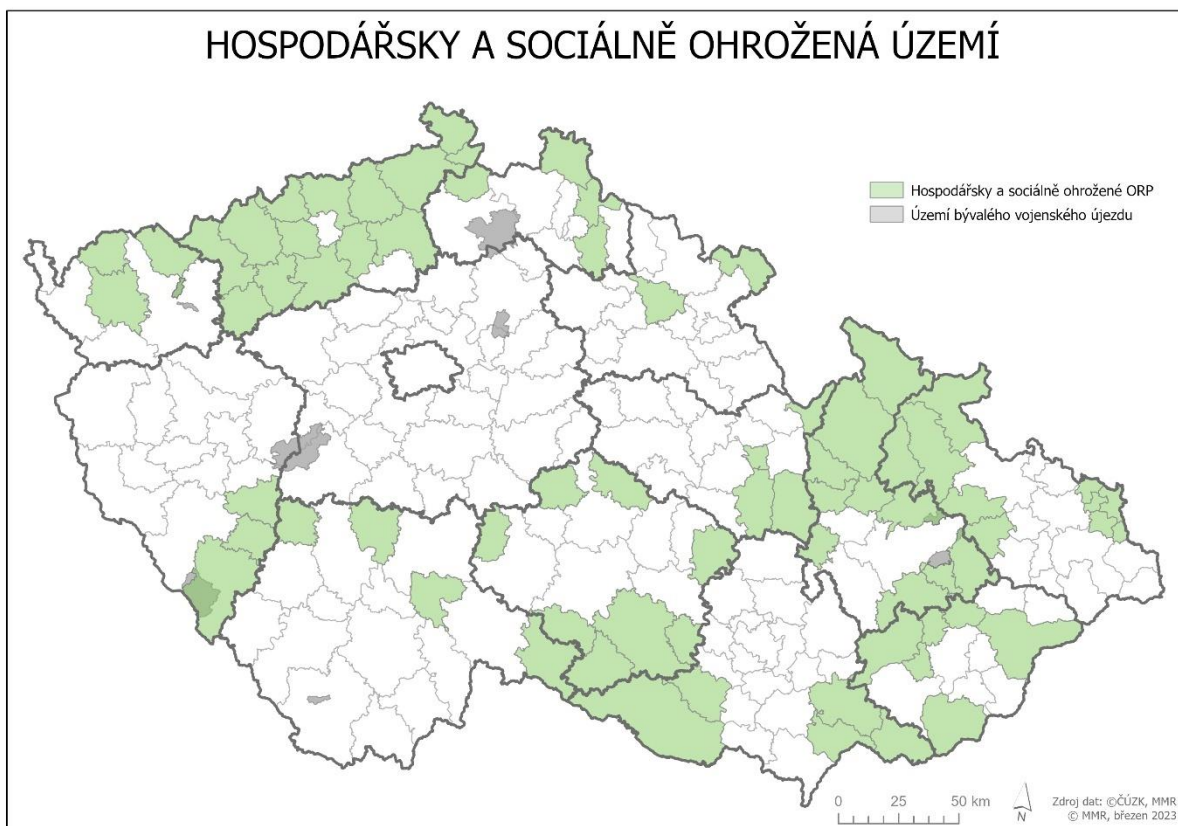 HOSPODÁŘSKY A SOCIÁLNĚ OHROŽENÁ ÚZEMÍ
Hospodářsky a sociálně ohrožené ORP
Území bývalého vojenského újezdu
0 25 50 km
N
Zdroj dat: ©ČÚZK, MMR
© MMR, březen 2023